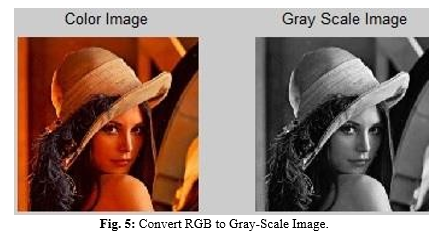 Color Image
Gray Scale Image
Fig. 5: Convert RGB to Gray-Scale Image.